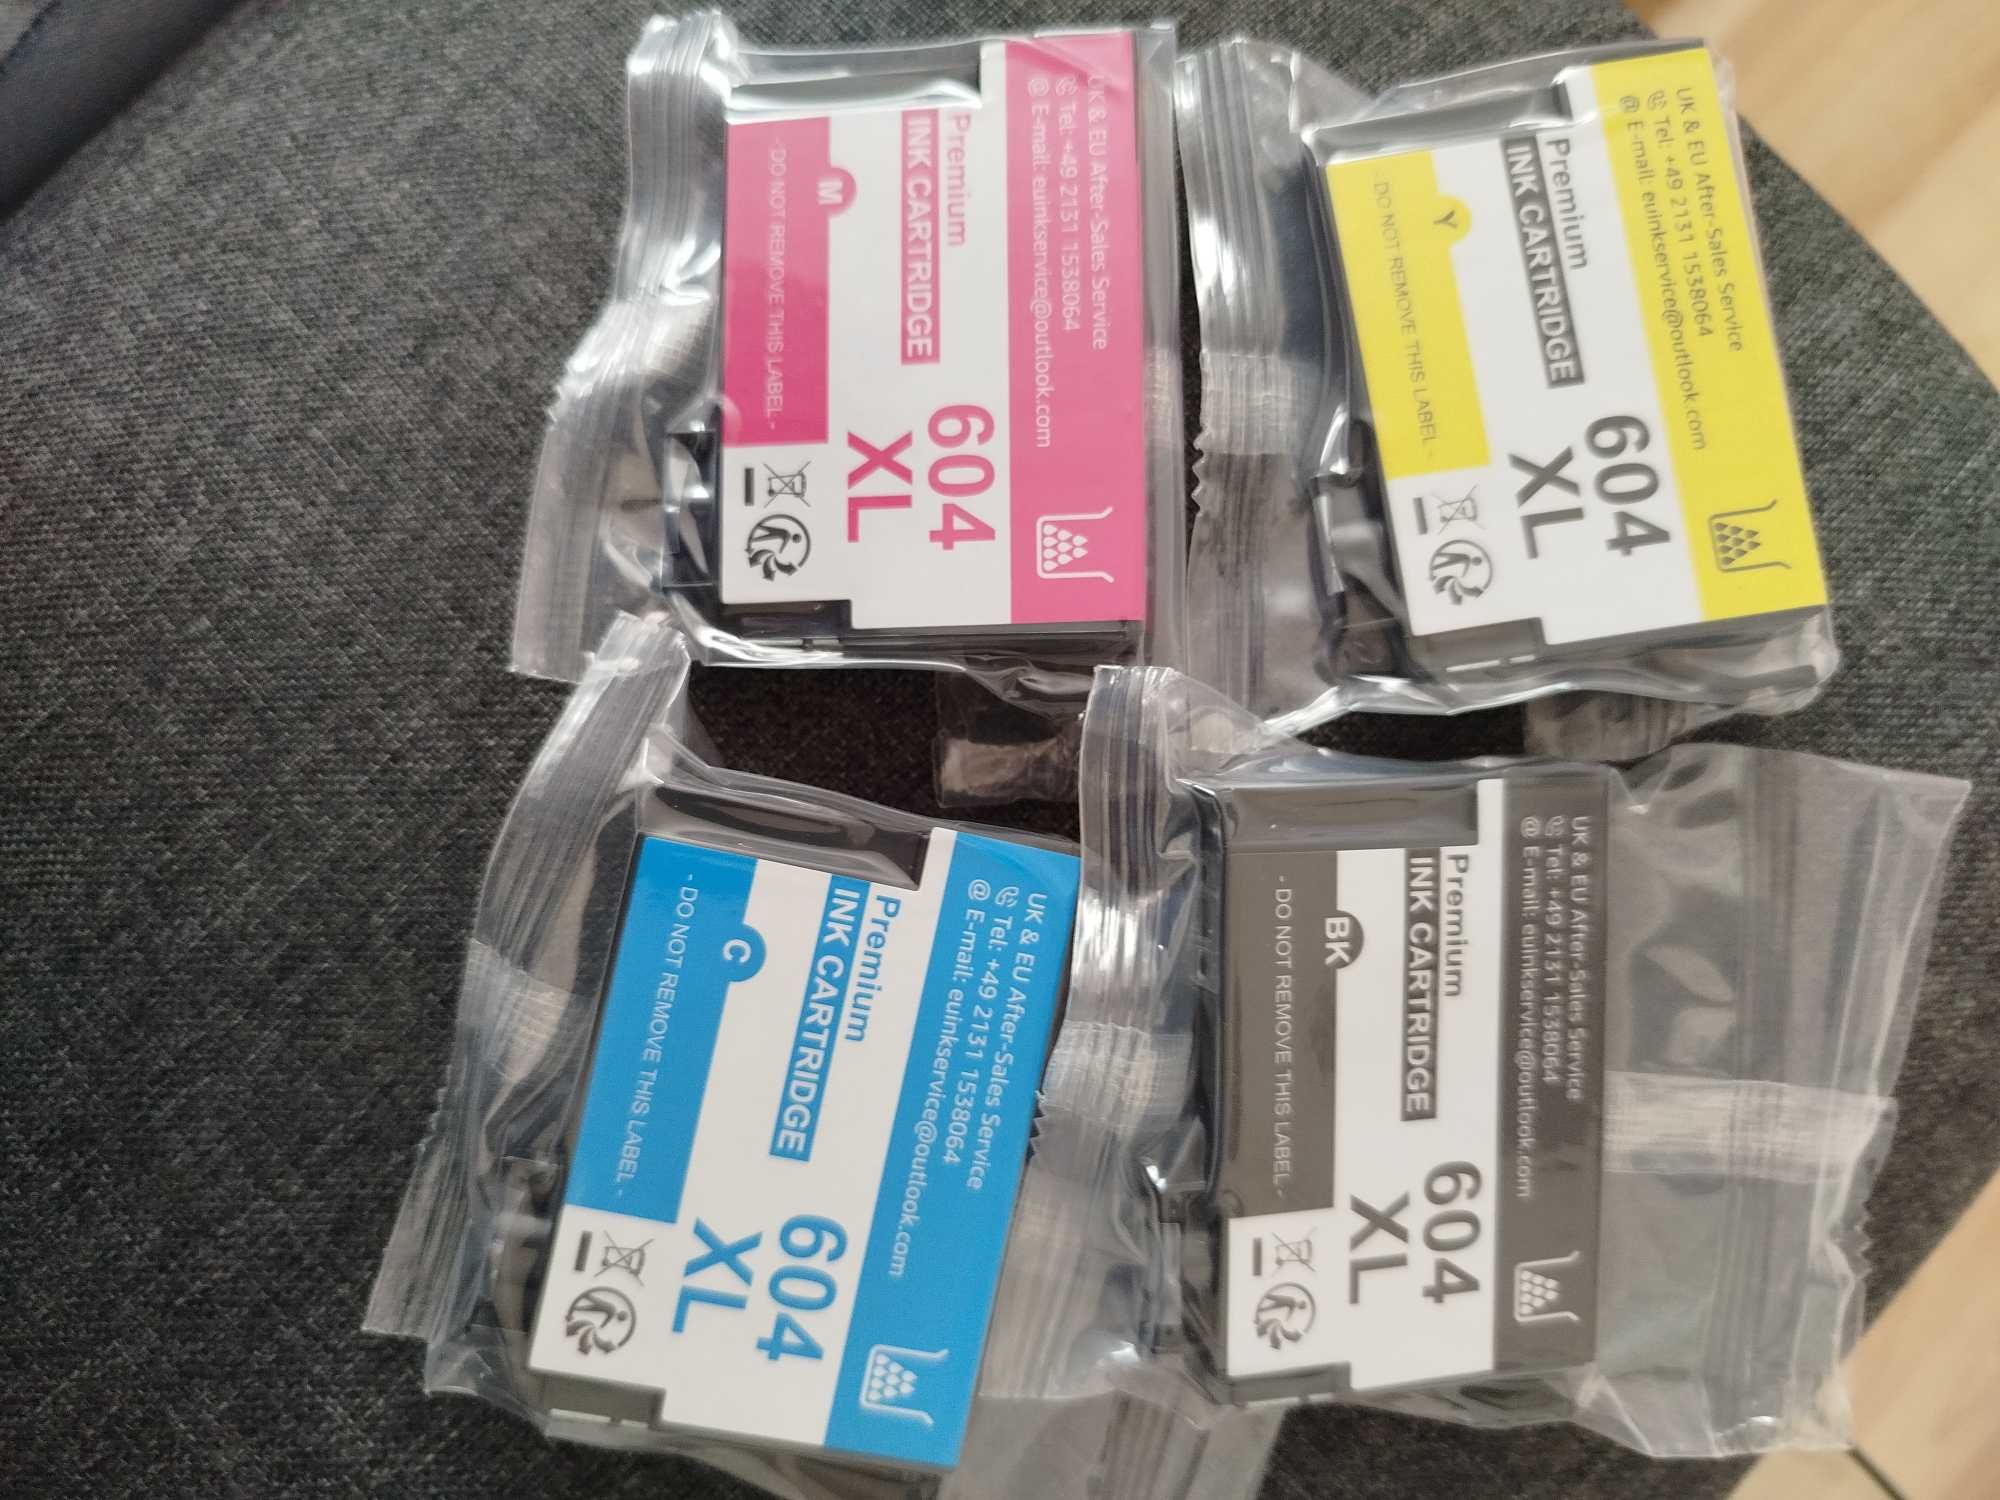 UK & EU After-Sales Service
Tel: +49 2131 1538064
@ E-mail: euinkservice@outlook.com
Premium
INK CARTRIDGE
604
XL
M
- DO NOT REMOVE THIS LABEL -
UK & EU After-Sales Service
Tel: +49 2131 1538064
@ E-mail: euinkservice@outlook.com
Premium
INK CARTRIDGE
604
XL
Y
- DO NOT REMOVE THIS LABEL -
UK & EU After-Sales Service
Tel: +49 2131 1538064
@ E-mail: euinkservice@outlook.com
Premium
INK CARTRIDGE
604
XL
C
- DO NOT REMOVE THIS LABEL -
UK & EU After-Sales Service
Tel: +49 2131 1538064
@ E-mail: euinkservice@outlook.com
Premium
INK CARTRIDGE
604
XL
BK
- DO NOT REMOVE THIS LABEL -